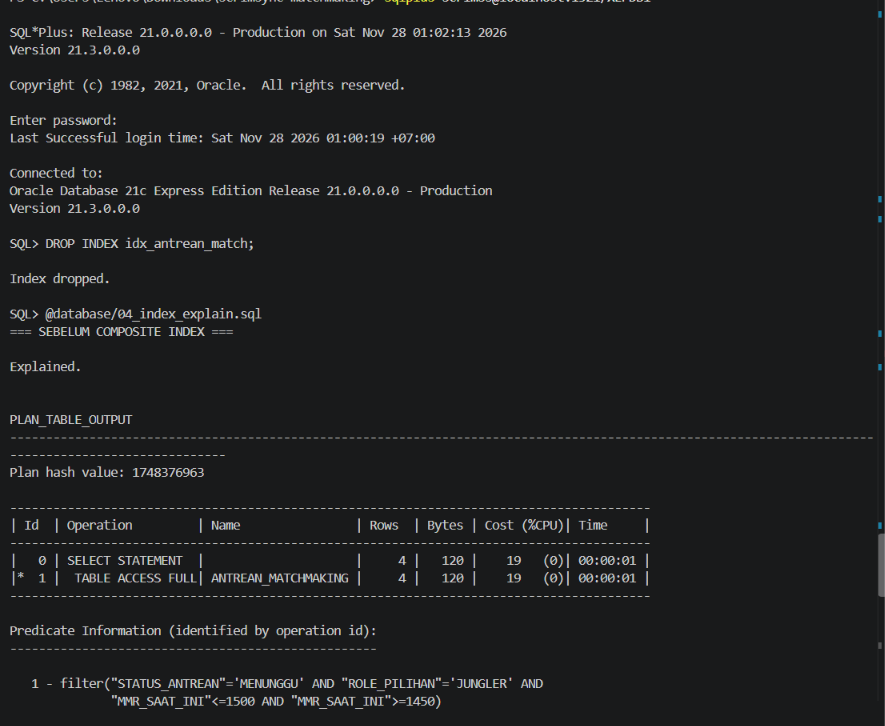 SQL*Plus: Release 21.0.0.0.0 - Production on Sat Nov 28 01:02:13 2026
Version 21.3.0.0.0
Copyright (c) 1982, 2021, Oracle.  All rights reserved.
Enter password:
Last Successful login time: Sat Nov 28 2026 01:00:19 +07:00
Connected to:
Oracle Database 21c Express Edition Release 21.0.0.0.0 - Production
Version 21.3.0.0.0
SQL> DROP INDEX idx_antrean_match;
Index dropped.
SQL> @database/04_index_explain.sql
=== SEBELUM COMPOSITE INDEX ===
Explained.
PLAN_TABLE_OUTPUT
------------------------------------------------------------------------------------------------------------------------
------------------------------
Plan hash value: 1748376963
-----------------------------------------------------------------------------------------
| Id  | Operation         | Name                | Rows  | Bytes | Cost (%CPU)| Time     |
-----------------------------------------------------------------------------------------
|   0 | SELECT STATEMENT  |                     |     4 |   120 |    19   (0)| 00:00:01 |
|*  1 |  TABLE ACCESS FULL| ANTREAN_MATCHMAKING |     4 |   120 |    19   (0)| 00:00:01 |
-----------------------------------------------------------------------------------------
Predicate Information (identified by operation id):
---------------------------------------------------
   1 - filter("STATUS_ANTREAN"='MENUNGGU' AND "ROLE_PILIHAN"='JUNGLER' AND
              "MMR_SAAT_INI"<=1500 AND "MMR_SAAT_INI">=1450)